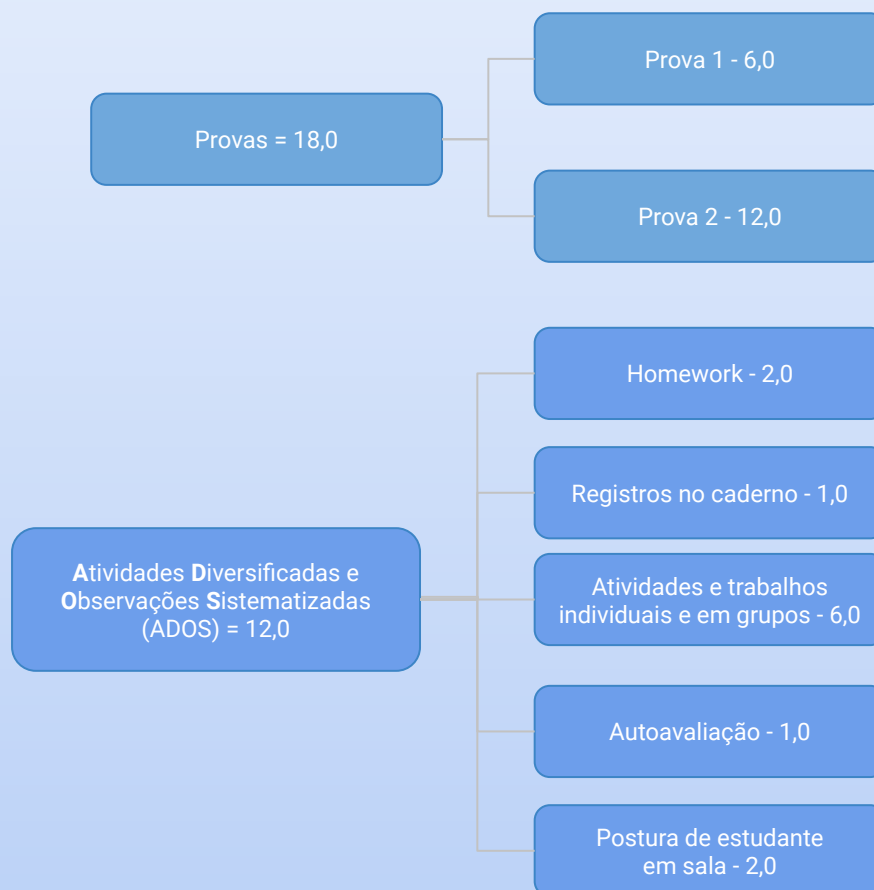 Provas = 18,0
Prova 1 - 6,0
Prova 2 - 12,0
Atividades Diversificadas e
Observações Sistematizadas
(ADOS) = 12,0
Homework - 2,0
Registros no caderno - 1,0
Atividades e trabalhos
individuais e em grupos - 6,0
Autoavaliação - 1,0
Postura de estudante
em sala - 2,0